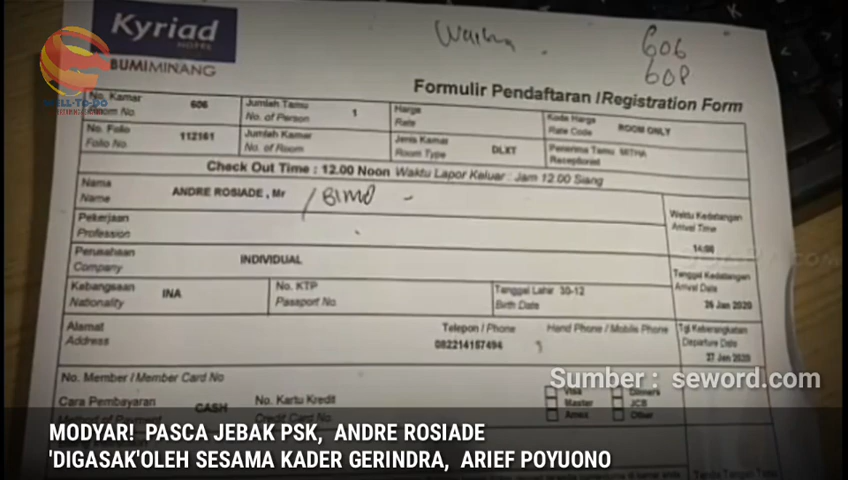 Kyriad
HOTEL
BUMIMINANG
606
608
Formulir Pendaftaran / Registration Form
No. Kamar 606 Jumlah Tamu 1 Harga Kode Harga ROOM ONLY
Room No No. of Person Rate Rate Code
No. Folio 112161 Jumlah Kamar Jenis Kamar DLXT Penerima Tamu MITHA
Folio No. No. of Room Room Type Receptionist
Check Out Time : 12.00 Noon Waktu Lapor Keluar : Jam 12.00 Siang
Nama ANDRE ROSIADE , Mr / BIMO - Waktu Kedatangan
Name Arrival Time
Pekerjaan 14:00
Profession
Perusahaan INDIVIDUAL Tanggal Kedatangan
Company Arrival Date
Kebangsaan INA No. KTP Tanggal Lahir 30-12 26 Jan 2020
Nationality Passport No. Birth Date
Alamat Telepon / Phone Hand Phone / Mobile Phone Tgl Keberangkatan
Address 082214157494 Departure Date
27 Jan 2020
No. Member / Member Card No
Sumber : seword.com
Cara Pembayaran CASH No. Kartu Kredit Visa Dinners
Credit Card No. Master JCB
Amex Other
MODYAR! PASCA JEBAK PSK, ANDRE ROSIADE
'DIGASAK'OLEH SESAMA KADER GERINDRA, ARIEF POYUONO